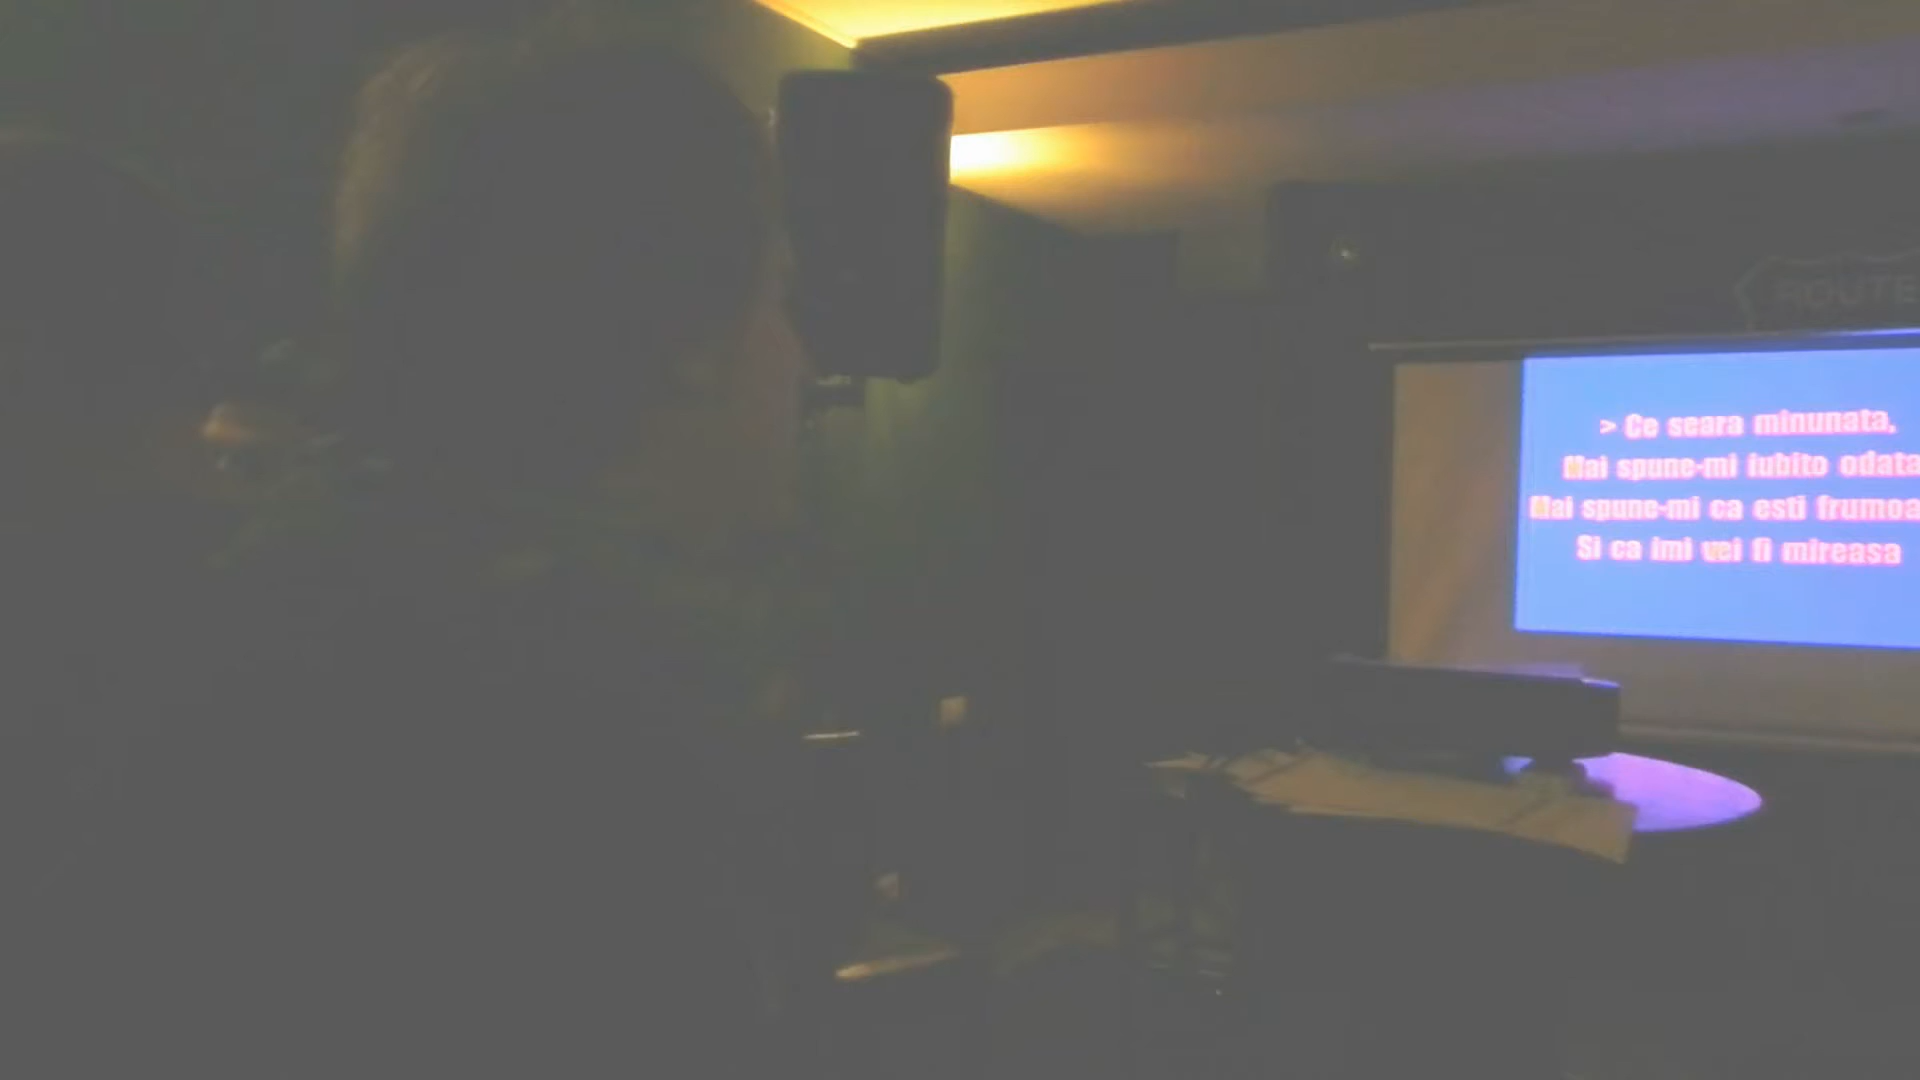 ROUTE
> Ce seara minunata,
Mai spune-mi iubito odata
Mai spune-mi ca esti frumoa
Si ca imi vei fi mireasa